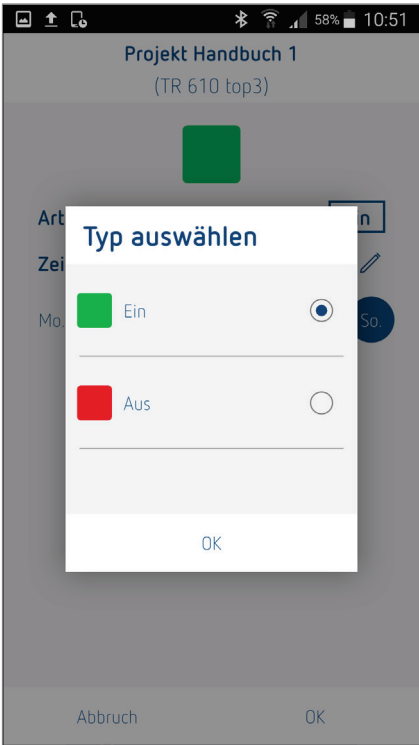 58% 10:51
Projekt Handbuch 1
(TR 610 top3)
Art n
Typ auswählen
Zei
Ein
Mo. So.
Aus
OK
Abbruch OK